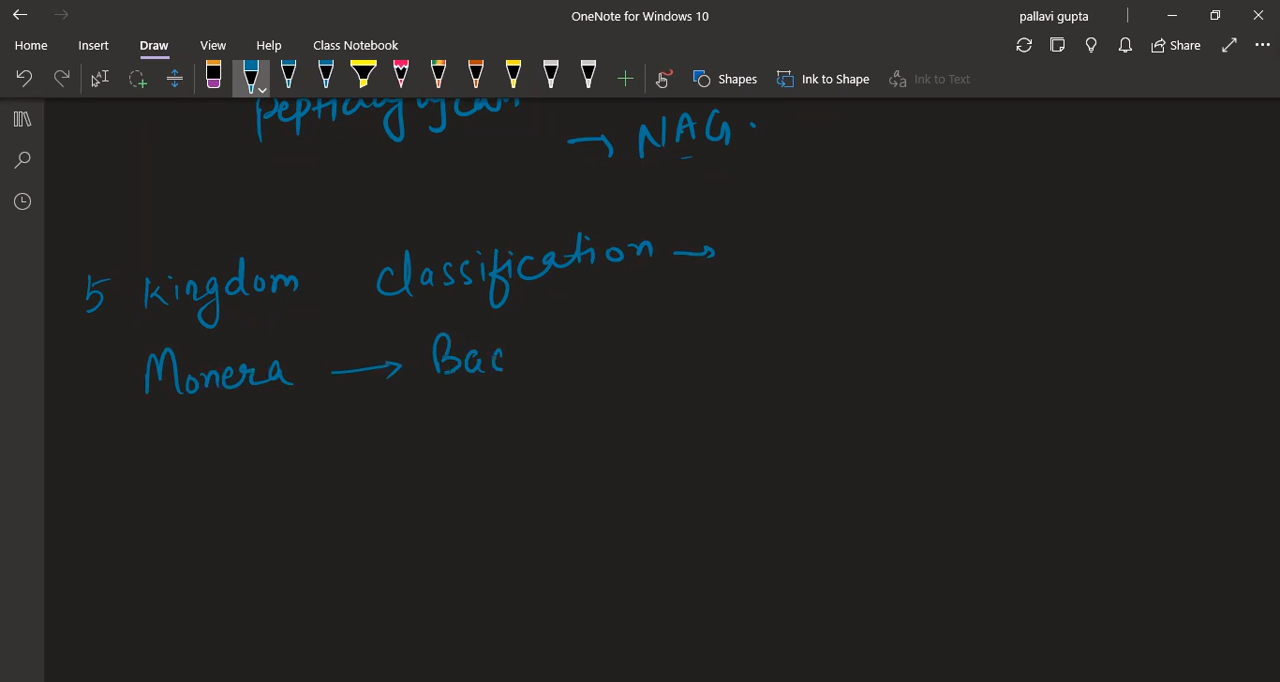 OneNote for Windows 10
pallavi gupta
Home Insert Draw View Help Class Notebook
Share
Shapes Ink to Shape Ink to Text
peptidoglycan
→ NAG.
5 Kingdom Classification →
Monera → Bac